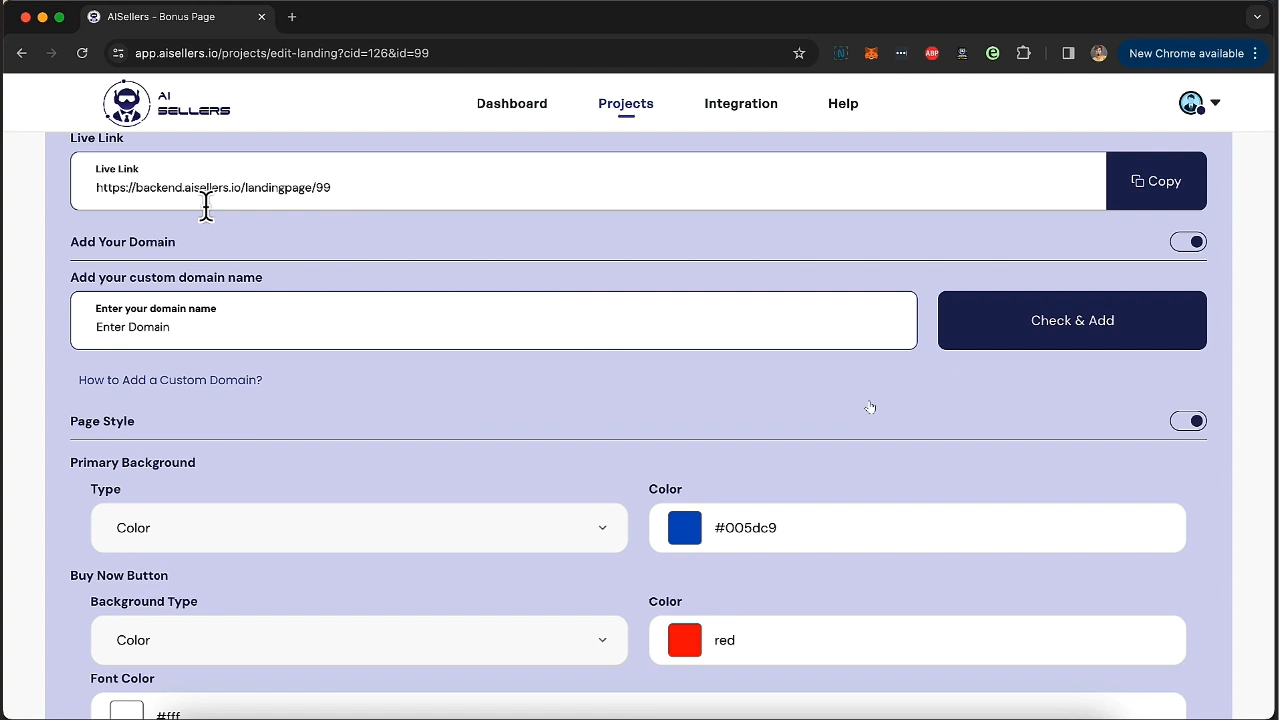 AISellers - Bonus Page
app.aisellers.io/projects/edit-landing?cid=126&id=99
ABP
New Chrome available
AI
SELLERS
Dashboard
Projects
Integration
Help
Live Link
Live Link
https://backend.aisellers.io/landingpage/99
Copy
Add Your Domain
Add your custom domain name
Enter your domain name
Enter Domain
Check & Add
How to Add a Custom Domain?
Page Style
Primary Background
Type
Color
Color
#005dc9
Buy Now Button
Background Type
Color
Color
red
Font Color
#fff